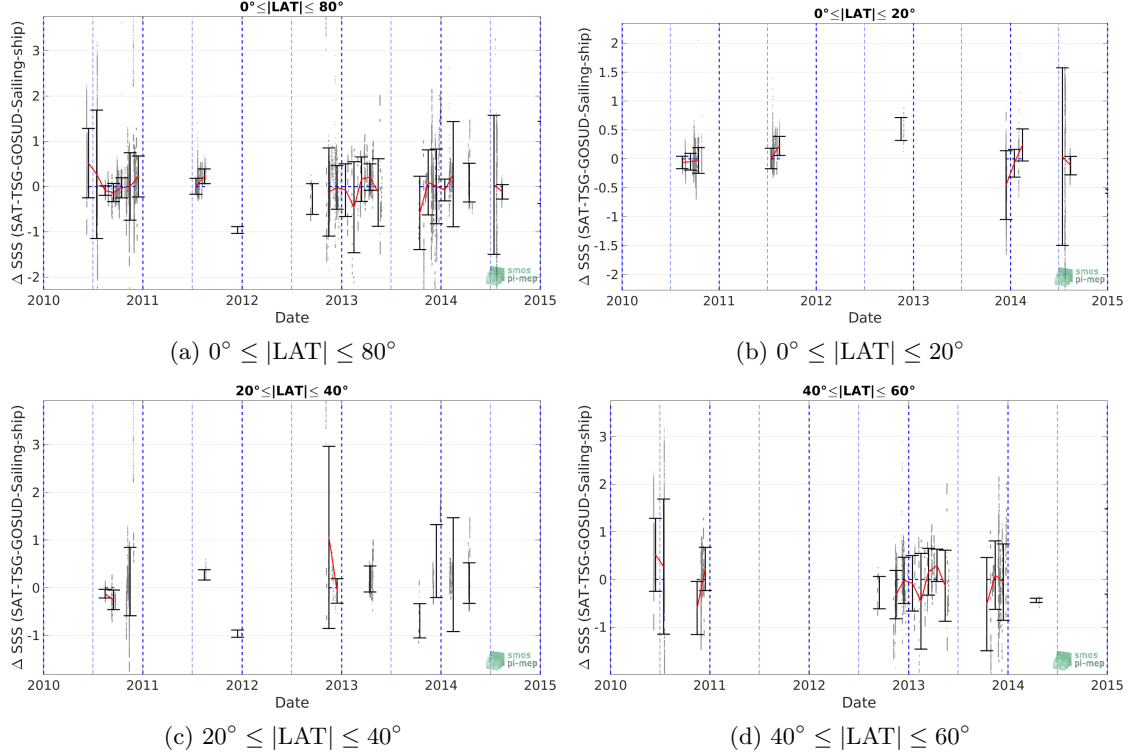 0°≤|LAT|≤ 80°
Δ SSS (SAT-TSG-GOSUD-Sailing-ship)
3
2
1
0
-1
-2
2010 2011 2012 2013 2014 2015
Date
smos
pi-mep
(a) 0° ≤ |LAT| ≤ 80°
0°≤|LAT|≤ 20°
Δ SSS (SAT-TSG-GOSUD-Sailing-ship)
2
1.5
1
0.5
0
-0.5
-1
-1.5
-2
2010 2011 2012 2013 2014 2015
Date
smos
pi-mep
(b) 0° ≤ |LAT| ≤ 20°
20°≤|LAT|≤ 40°
Δ SSS (SAT-TSG-GOSUD-Sailing-ship)
3
2
1
0
-1
2010 2011 2012 2013 2014 2015
Date
smos
pi-mep
(c) 20° ≤ |LAT| ≤ 40°
40°≤|LAT|≤ 60°
Δ SSS (SAT-TSG-GOSUD-Sailing-ship)
3
2
1
0
-1
2010 2011 2012 2013 2014 2015
Date
smos
pi-mep
(d) 40° ≤ |LAT| ≤ 60°